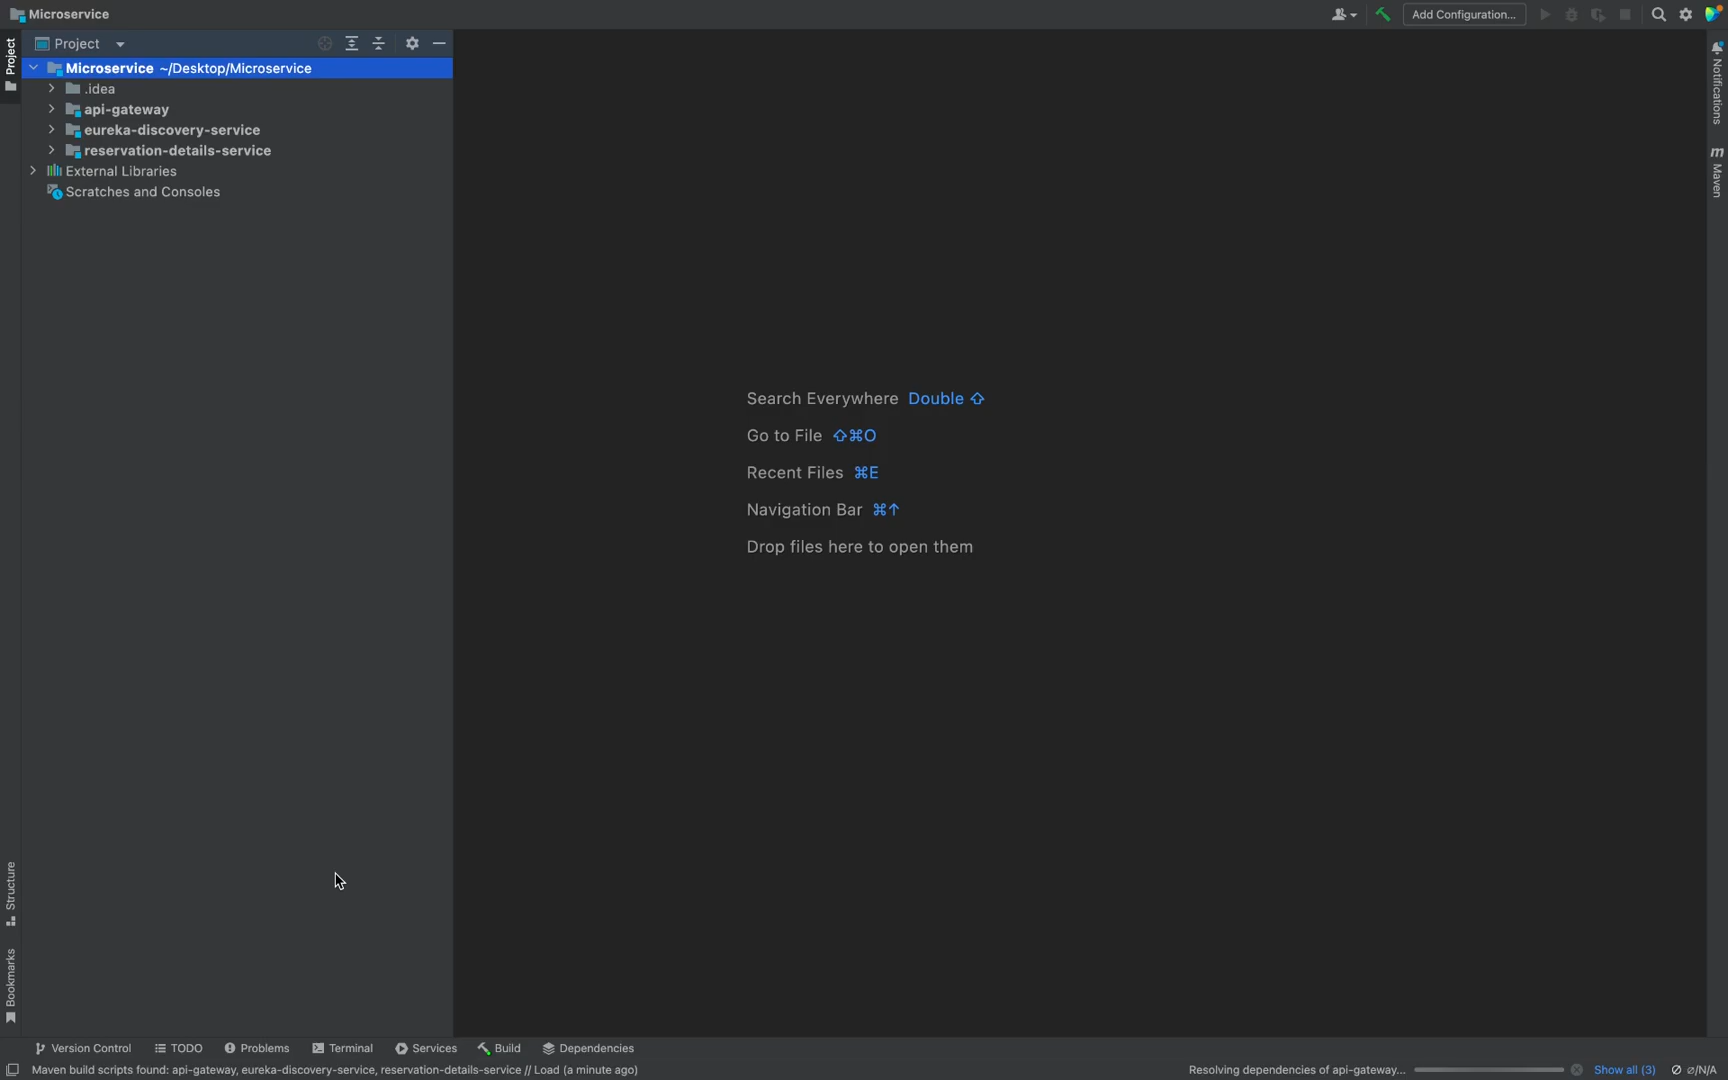 Microservice
Add Configuration...
Project
Project
Microservice ~/Desktop/Microservice
.idea
api-gateway
eureka-discovery-service
reservation-details-service
External Libraries
Scratches and Consoles
Notifications
Maven
Search Everywhere Double ⇧
Go to File ⇧⌘O
Recent Files ⌘E
Navigation Bar ⌘↑
Drop files here to open them
Structure
Bookmarks
Version Control
TODO
Problems
Terminal
Services
Build
Dependencies
Maven build scripts found: api-gateway, eureka-discovery-service, reservation-details-service // Load (a minute ago)
Resolving dependencies of api-gateway...
Show all (3)
⌀/N/A